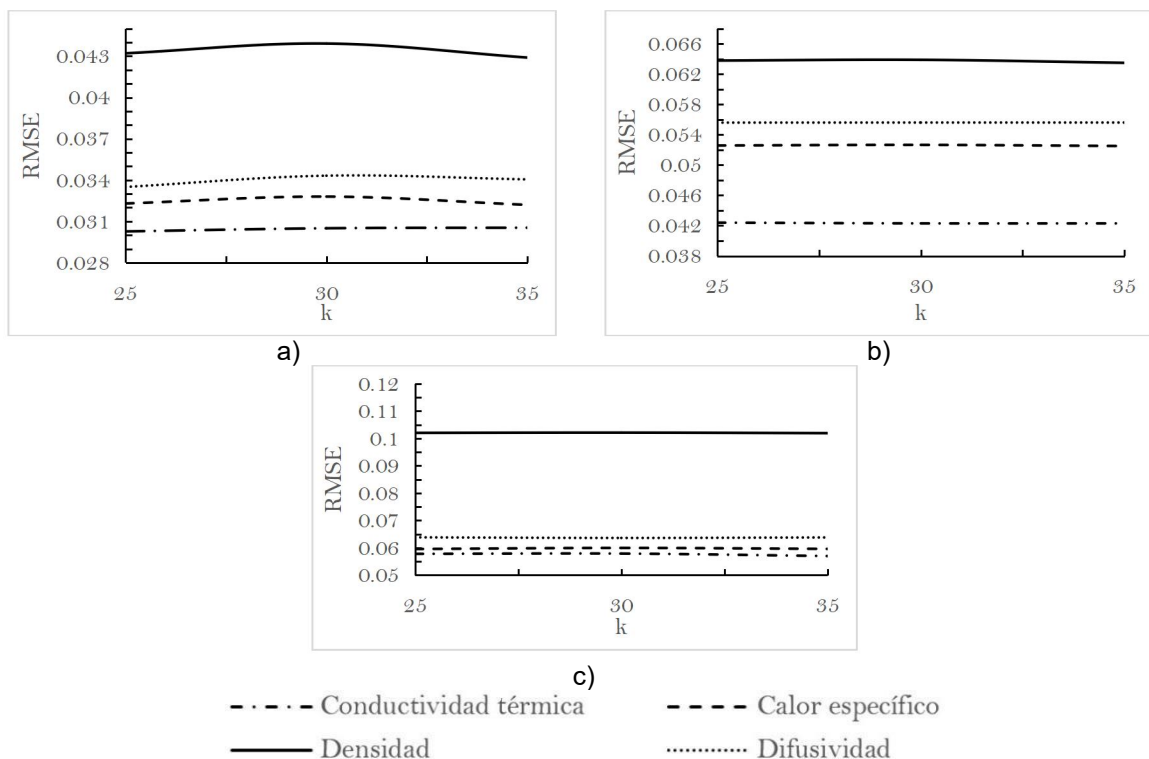 0.043
0.04
0.037
0.034
0.031
0.028
RMSE
25
30
35
k
a)
0.066
0.062
0.058
0.054
0.05
0.046
0.042
0.038
RMSE
25
30
35
k
b)
0.12
0.11
0.1
0.09
0.08
0.07
0.06
0.05
RMSE
25
30
35
k
c)
Conductividad térmica
Calor específico
Densidad
Difusividad